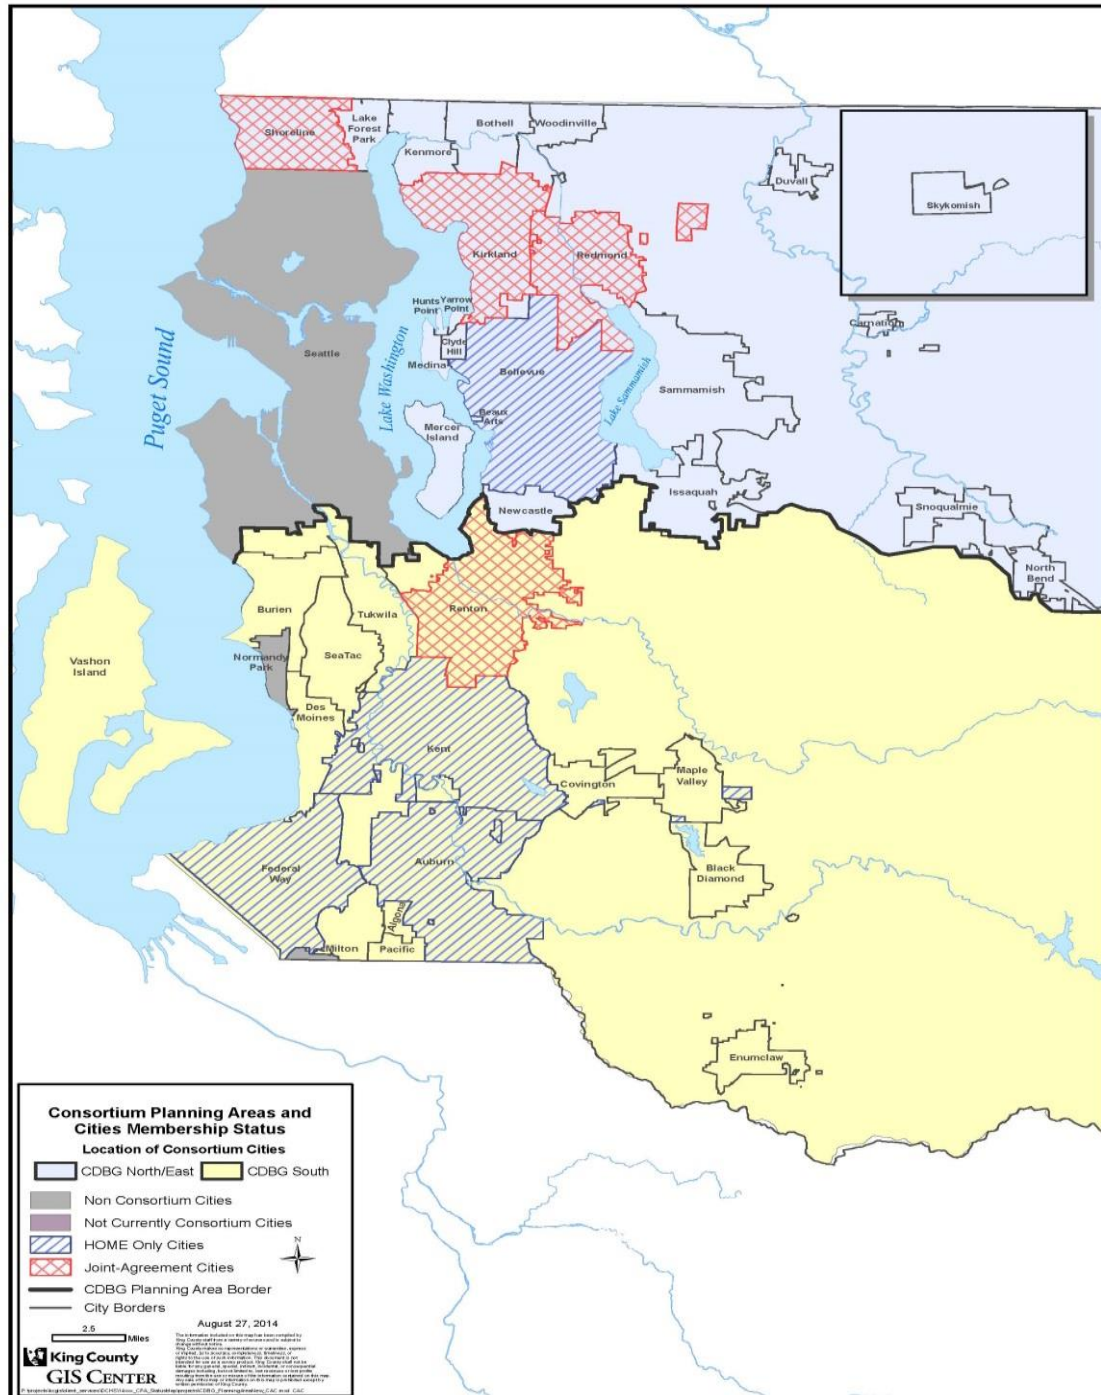 Shoreline
Lake
Forest
Park
Bothell
Woodinville
Kenmore
Duvall
Skykomish
Kirkland
Redmond
Hunts
Point
Yarrow
Point
Carnation
Clyde
Hill
Seattle
Medina
Bellevue
Puget Sound
Lake Washington
Lake Sammamish
Sammamish
Beaux
Arts
Mercer
Island
Issaquah
Newcastle
Snoqualmie
North
Bend
Burien
Tukwila
Renton
Vashon
Island
Normandy
Park
SeaTac
Des
Moines
Kent
Covington
Maple
Valley
Federal
Way
Auburn
Black
Diamond
Algona
Milton
Pacific
Enumclaw
Consortium Planning Areas and
Cities Membership Status
Location of Consortium Cities
CDBG North/East CDBG South
Non Consortium Cities
Not Currently Consortium Cities
HOME Only Cities
N
Joint-Agreement Cities
CDBG Planning Area Border
City Borders
August 27, 2014
2.5
Miles
King County
GIS CENTER